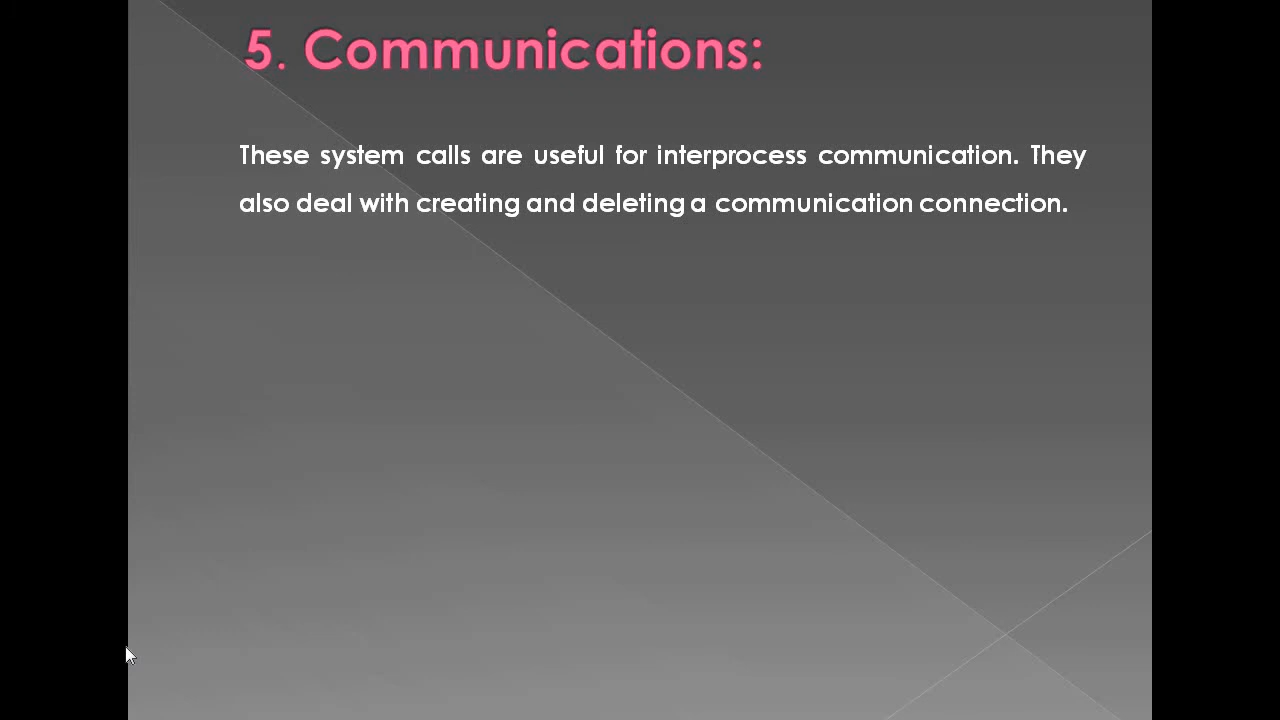 5. Communications:
These system calls are useful for interprocess communication. They
also deal with creating and deleting a communication connection.